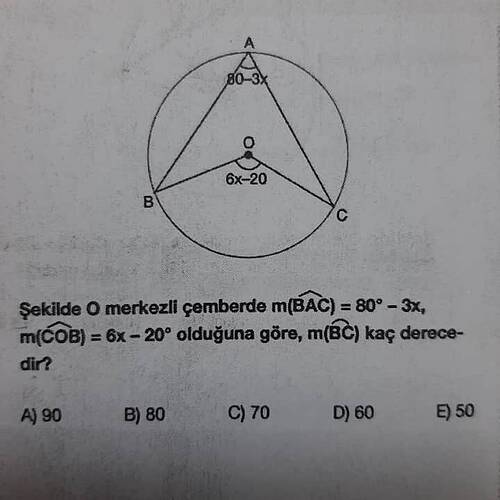 A
80–3x
O
6x–20
B
C
Şekilde O merkezli çemberde m(BAC) = 80° – 3x,
m(COB) = 6x – 20° olduğuna göre, m(BC) kaç derece-
dir?
A) 90 B) 80 C) 70 D) 60 E) 50